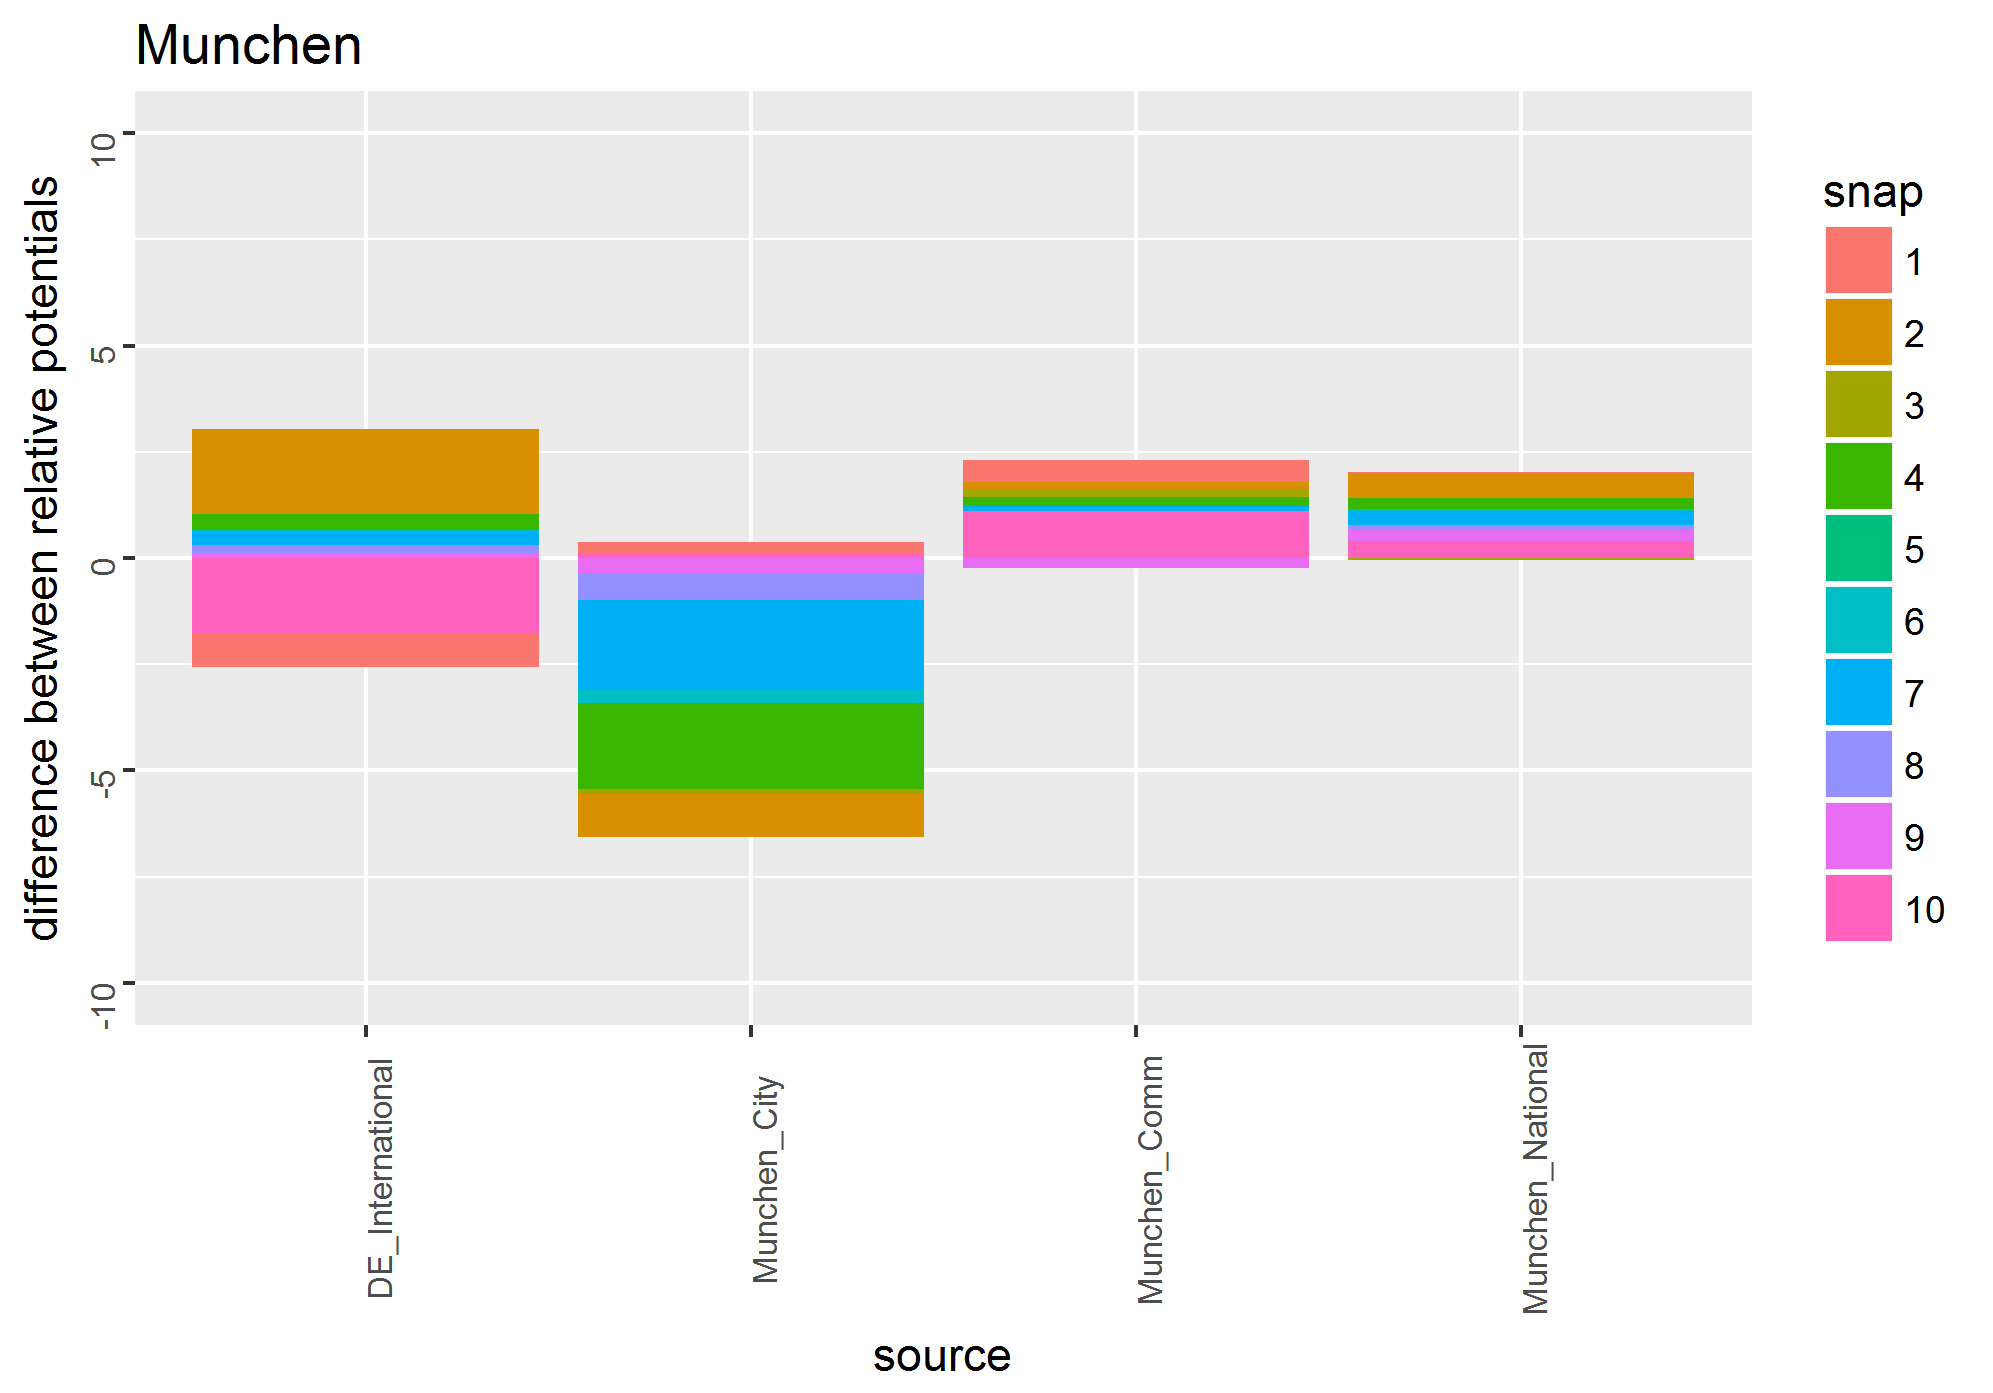 Munchen
difference between relative potentials
10
5
0
-5
-10
DE_International
Munchen_City
Munchen_Comm
Munchen_National
source
snap
1
2
3
4
5
6
7
8
9
10